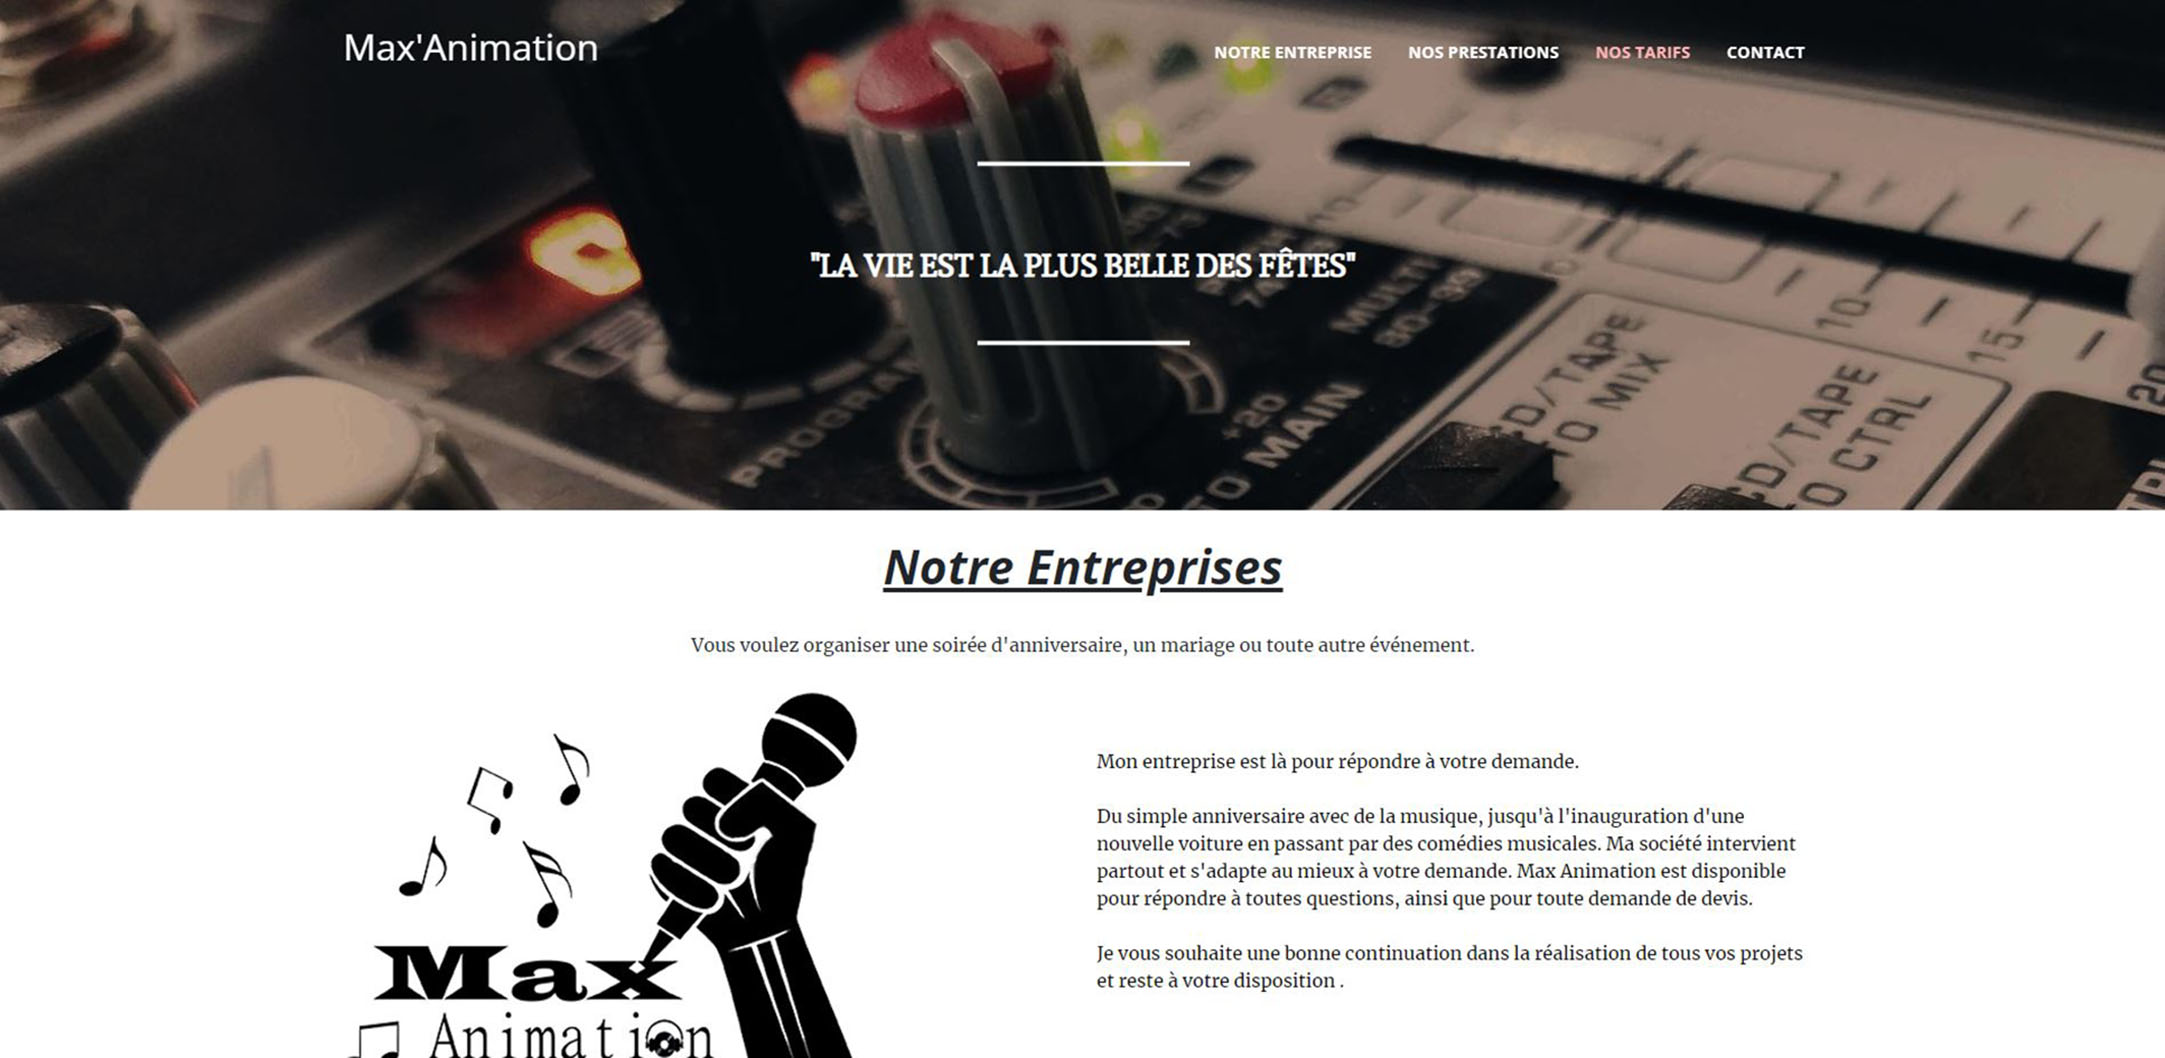 Max'Animation
NOTRE ENTREPRISE NOS PRESTATIONS NOS TARIFS CONTACT
"LA VIE EST LA PLUS BELLE DES FÊTES"
MULTI
80-99
PROGRAM
+20
TO MAIN
CD/TAPE
TO MIX
CD/TAPE
TO CTRL
10
15
20
Notre Entreprises
Vous voulez organiser une soirée d'anniversaire, un mariage ou toute autre événement.
Mon entreprise est là pour répondre à votre demande.
Du simple anniversaire avec de la musique, jusqu'à l'inauguration d'une
nouvelle voiture en passant par des comédies musicales. Ma société intervient
partout et s'adapte au mieux à votre demande. Max Animation est disponible
pour répondre à toutes questions, ainsi que pour toute demande de devis.
Je vous souhaite une bonne continuation dans la réalisation de tous vos projets
et reste à votre disposition .
Max
Animation